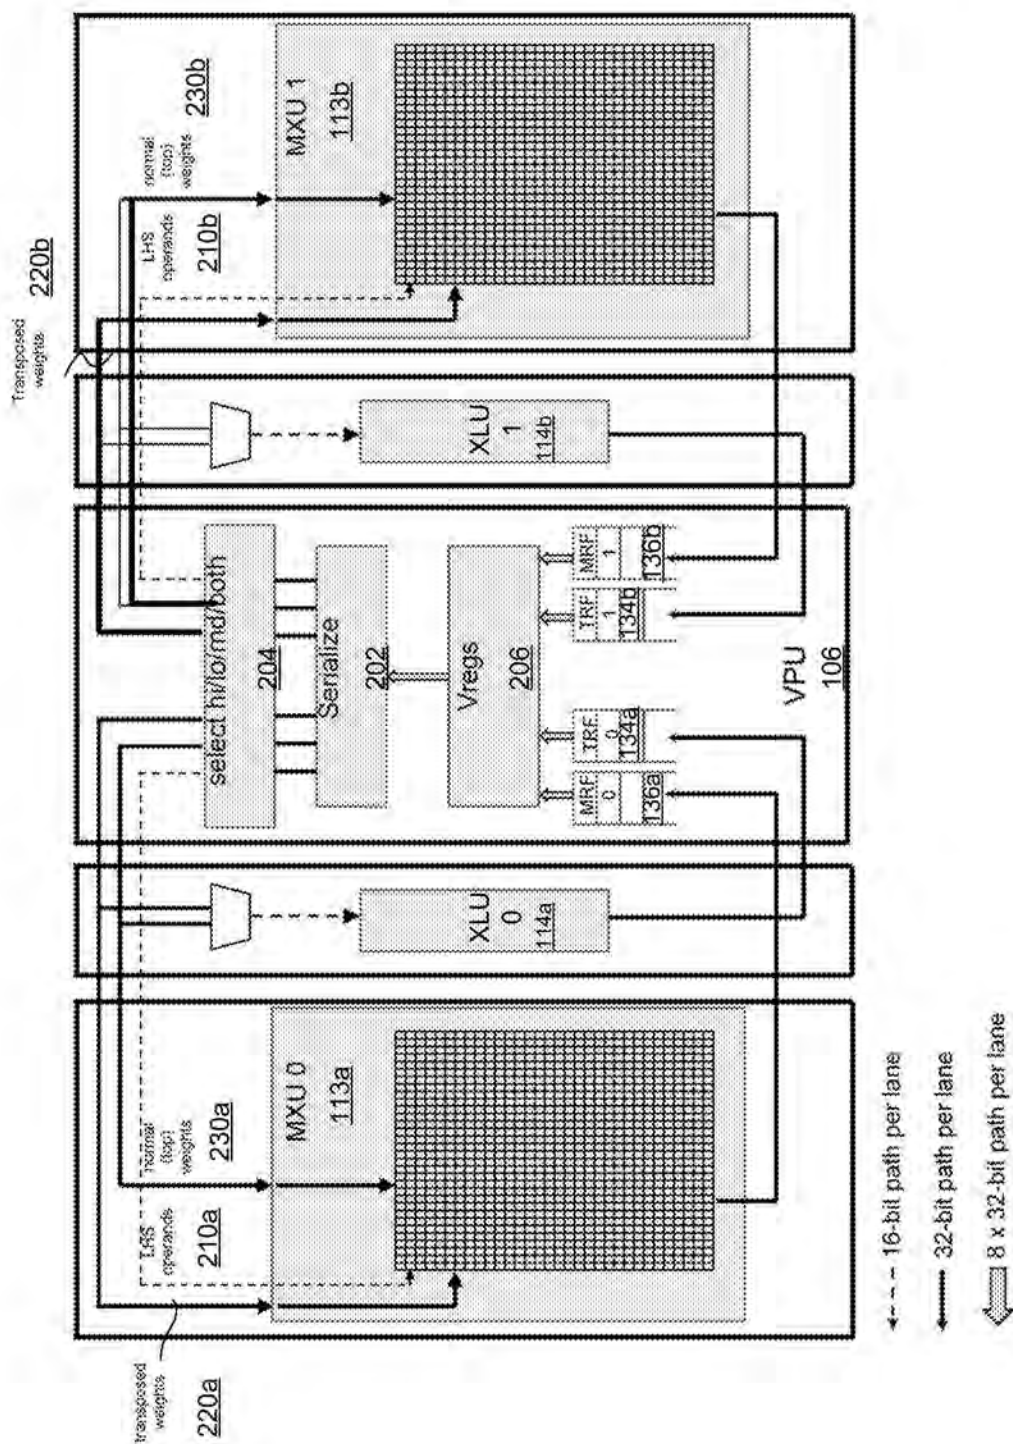 transposed
weights
220a
LHS
operands
210a
normal
(top)
weights
230a
MXU 0
113a
XLU
0
114a
select hi/lo/md/both
204
Serialize
202
Vregs
206
MRF
0
136a
TRF
0
134a
TRF
1
134b
MRF
1
136b
VPU
106
XLU
1
114b
Transposed
weights
220b
LHS
operands
210b
normal
(top)
weights
230b
MXU 1
113b
16-bit path per lane
32-bit path per lane
8 x 32-bit path per lane